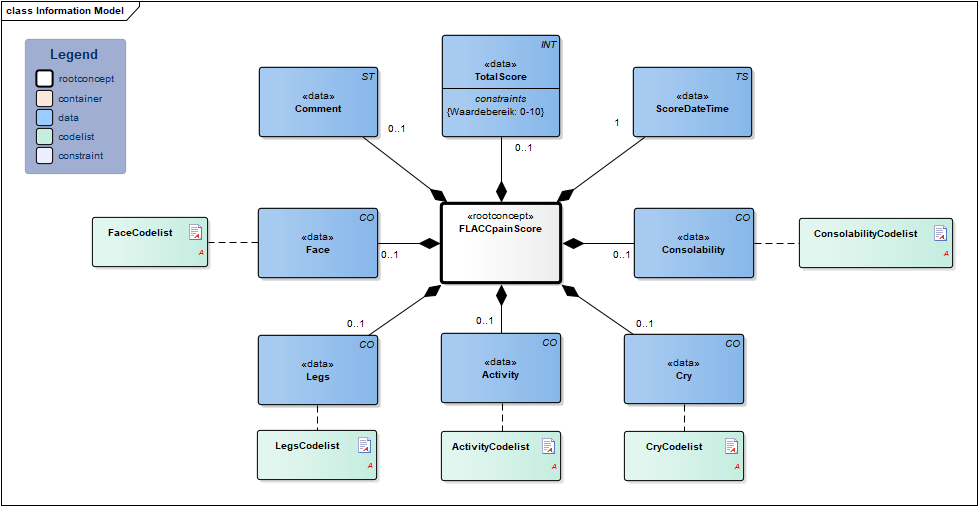 class Information Model
Legend
rootconcept
container
data
codelist
constraint
ST
«data»
Comment
0..1
INT
«data»
TotalScore
constraints
{Waardebereik: 0-10}
0..1
TS
«data»
ScoreDateTime
1
«rootconcept»
FLACCpainScore
FaceCodelist
A
CO
«data»
Face
0..1
CO
«data»
Consolability
0..1
ConsolabilityCodelist
A
CO
«data»
Legs
0..1
CO
«data»
Activity
0..1
CO
«data»
Cry
0..1
LegsCodelist
A
ActivityCodelist
A
CryCodelist
A